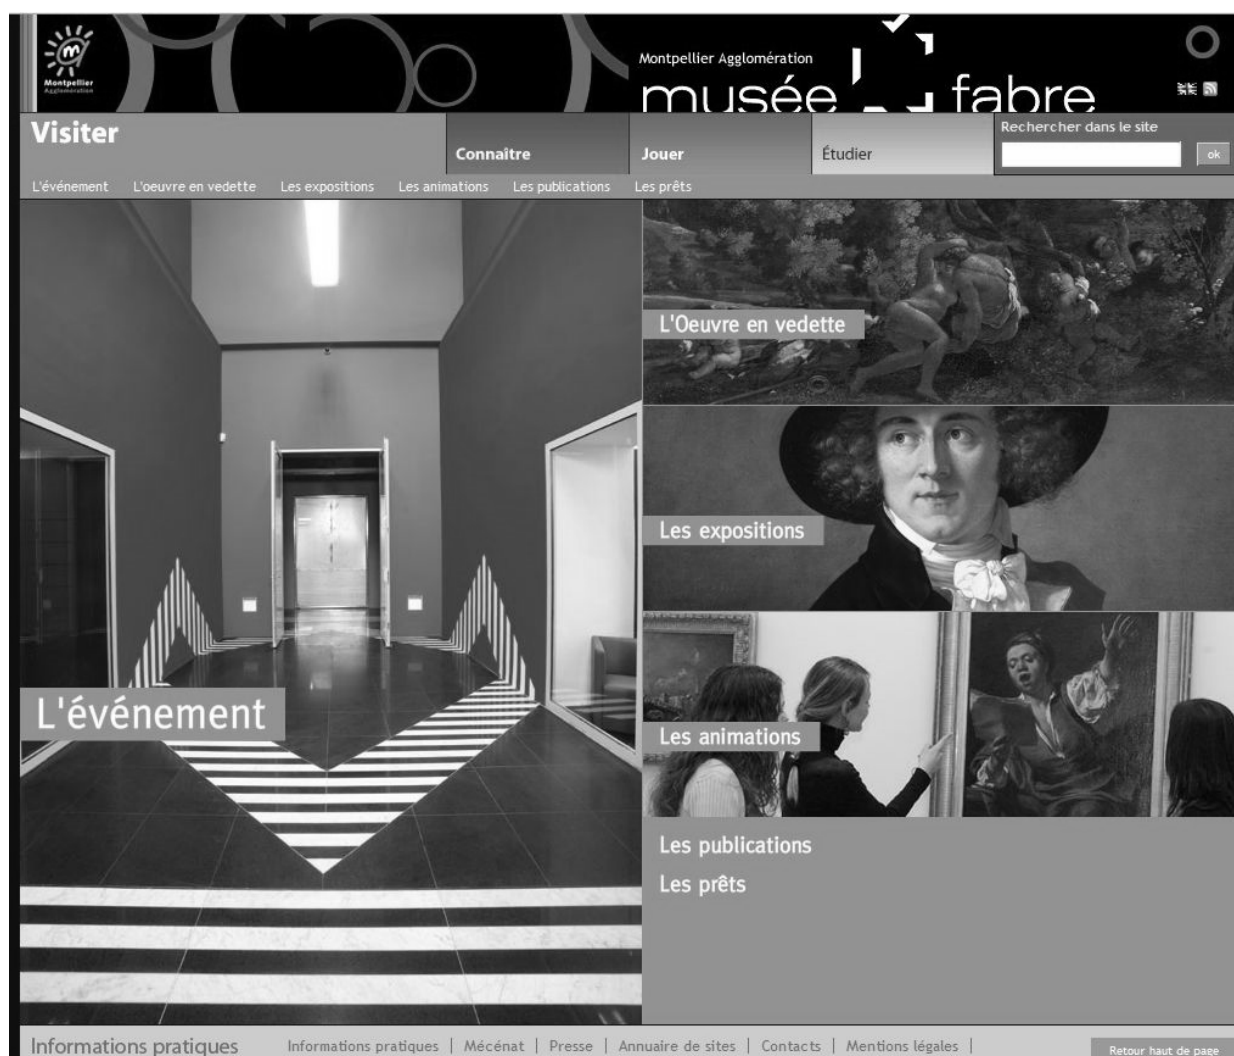 Montpellier
Agglomération
Montpellier Agglomération
musée fabre
Visiter
Connaître
Jouer
Étudier
Rechercher dans le site
ok
L'événement
L'oeuvre en vedette
Les expositions
Les animations
Les publications
Les prêts
L'événement
L'Oeuvre en vedette
Les expositions
Les animations
Les publications
Les prêts
Informations pratiques
Informations pratiques | Mécénat | Presse | Annuaire de sites | Contacts | Mentions légales |
Retour haut de page